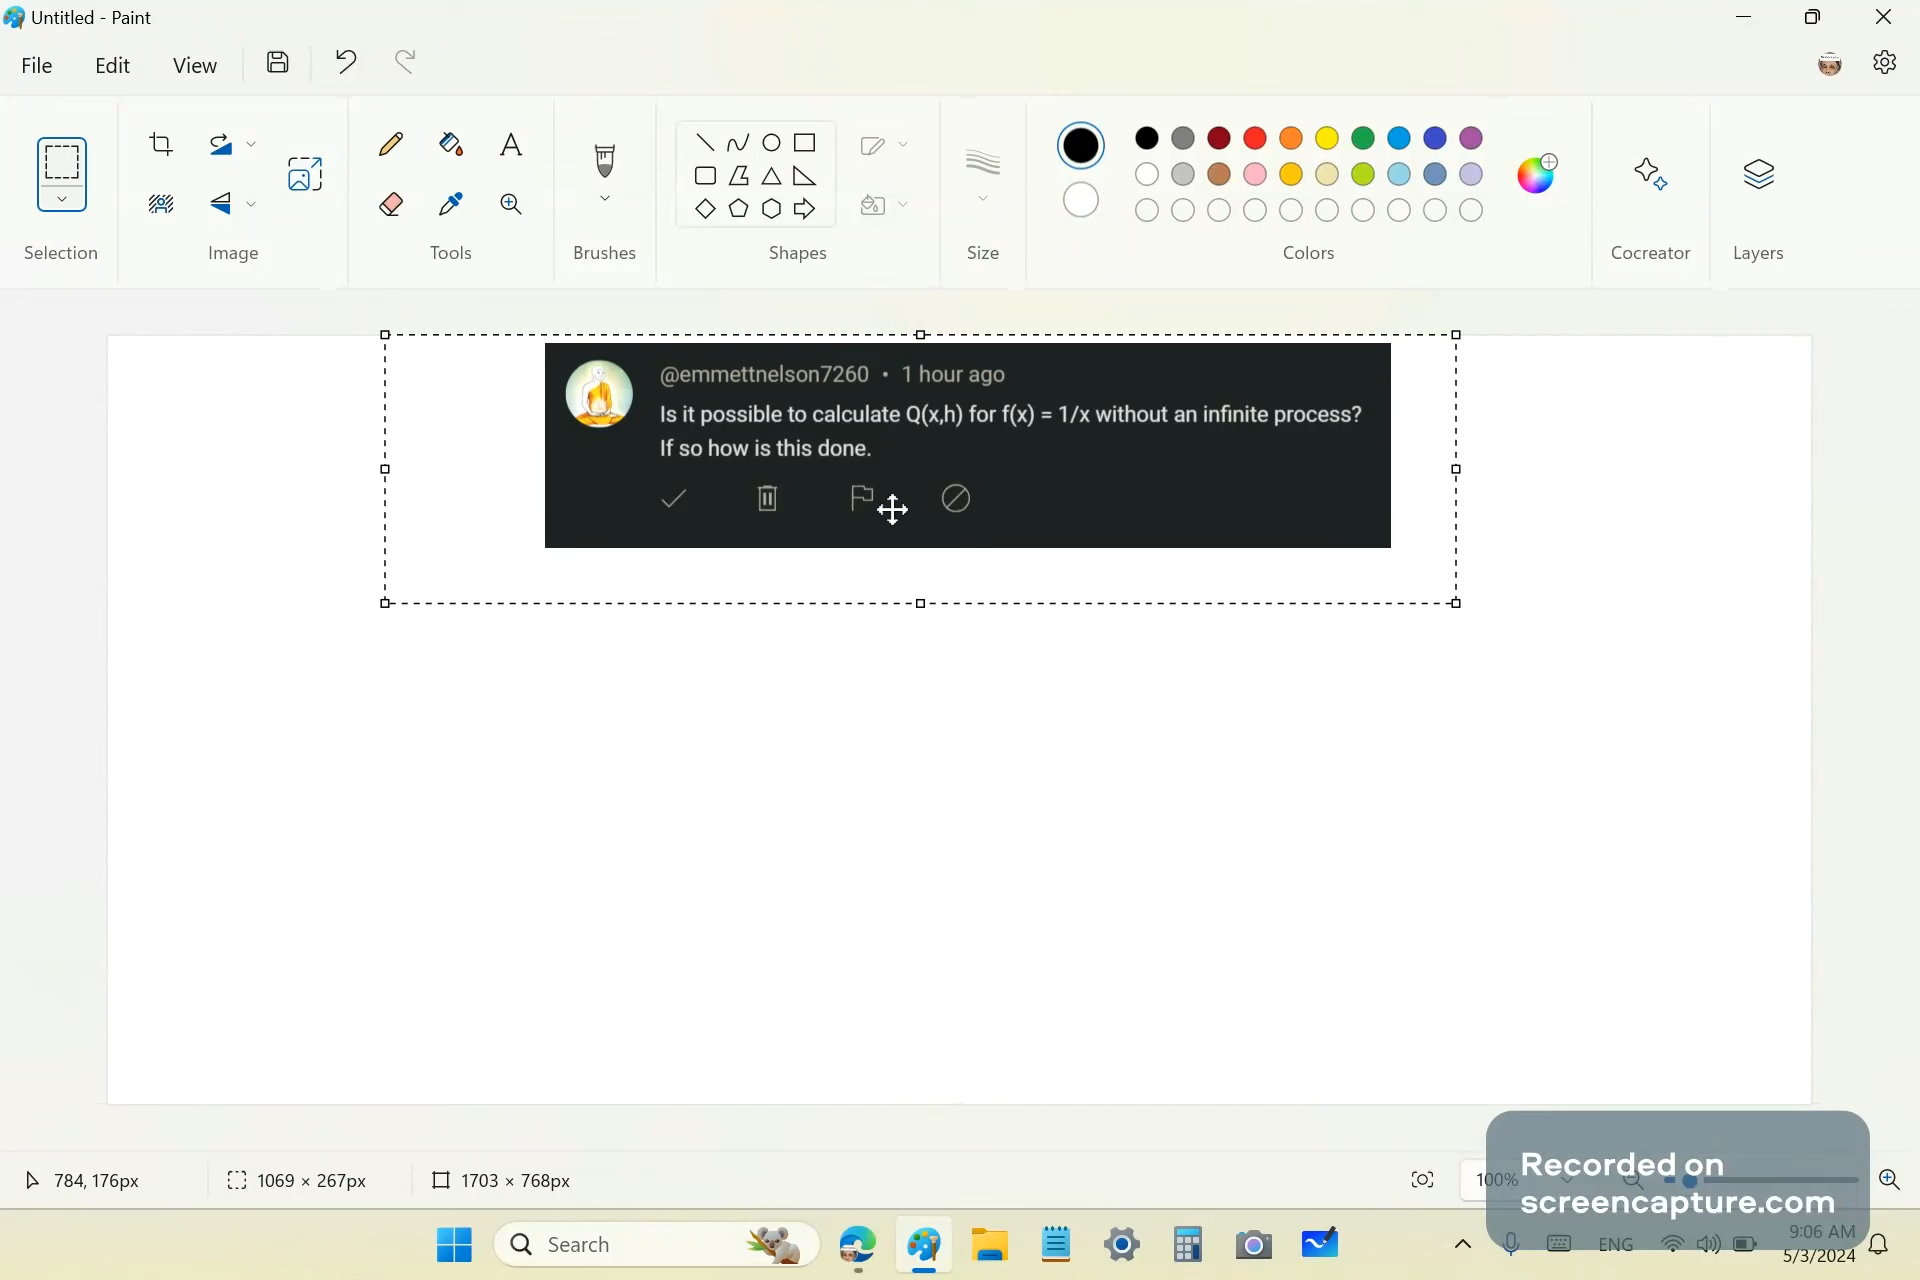 Untitled - Paint
File Edit View
Selection Image Tools Brushes Shapes Size Colors Cocreator Layers
@emmettnelson7260 • 1 hour ago
Is it possible to calculate Q(x,h) for f(x) = 1/x without an infinite process?
If so how is this done.
784, 176px 1069 × 267px 1703 × 768px 100%
Recorded on
screencapture.com
Search ENG 9:06 AM
5/3/2024